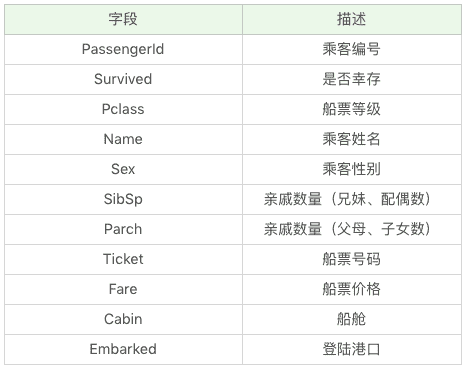 字段 描述
PassengerId 乘客编号
Survived 是否幸存
Pclass 船票等级
Name 乘客姓名
Sex 乘客性别
SibSp 亲戚数量（兄妹、配偶数）
Parch 亲戚数量（父母、子女数）
Ticket 船票号码
Fare 船票价格
Cabin 船舱
Embarked 登陆港口